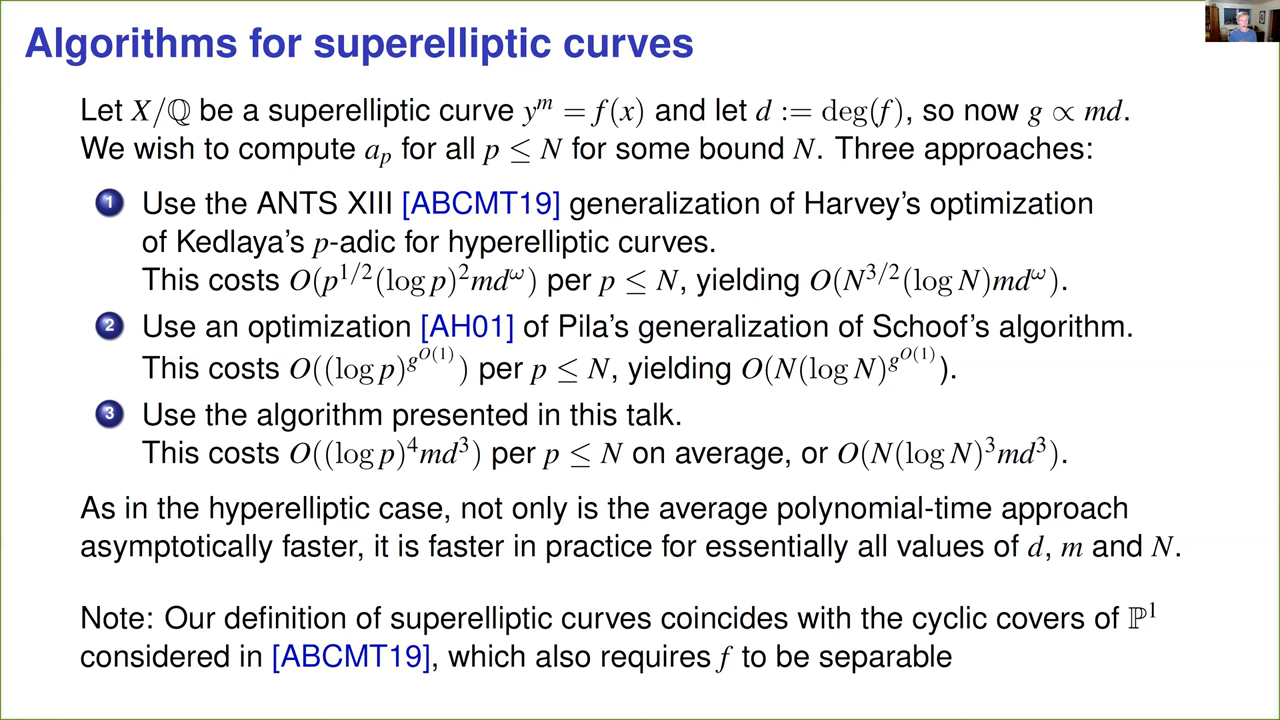 Algorithms for superelliptic curves
Let X/ℚ be a superelliptic curve y^m = f(x) and let d := deg(f), so now g ∝ md.
We wish to compute a_p for all p ≤ N for some bound N. Three approaches:
1 Use the ANTS XIII [ABCMT19] generalization of Harvey's optimization
of Kedlaya's p-adic for hyperelliptic curves.
This costs O(p^{1/2}(log p)^2 md^ω) per p ≤ N, yielding O(N^{3/2}(log N)md^ω).
2 Use an optimization [AH01] of Pila's generalization of Schoof's algorithm.
This costs O((log p)^{g^{O(1)}}) per p ≤ N, yielding O(N(log N)^{g^{O(1)}}).
3 Use the algorithm presented in this talk.
This costs O((log p)^4 md^3) per p ≤ N on average, or O(N(log N)^3 md^3).
As in the hyperelliptic case, not only is the average polynomial-time approach
asymptotically faster, it is faster in practice for essentially all values of d, m and N.
Note: Our definition of superelliptic curves coincides with the cyclic covers of ℙ^1
considered in [ABCMT19], which also requires f to be separable